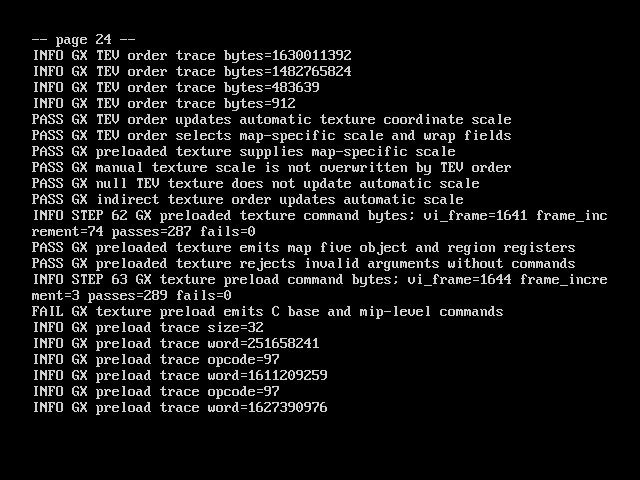 -- page 24 --
INFO GX TEV order trace bytes=1630011392
INFO GX TEV order trace bytes=1482765824
INFO GX TEV order trace bytes=483639
INFO GX TEV order trace bytes=912
PASS GX TEV order updates automatic texture coordinate scale
PASS GX TEV order selects map-specific scale and wrap fields
PASS GX preloaded texture supplies map-specific scale
PASS GX manual texture scale is not overwritten by TEV order
PASS GX null TEV texture does not update automatic scale
PASS GX indirect texture order updates automatic scale
INFO STEP 62 GX preloaded texture command bytes; vi_frame=1641 frame_inc
rement=74 passes=287 fails=0
PASS GX preloaded texture emits map five object and region registers
PASS GX preloaded texture rejects invalid arguments without commands
INFO STEP 63 GX texture preload command bytes; vi_frame=1644 frame_incre
ment=3 passes=289 fails=0
FAIL GX texture preload emits C base and mip-level commands
INFO GX preload trace size=32
INFO GX preload trace word=251658241
INFO GX preload trace opcode=97
INFO GX preload trace word=1611209259
INFO GX preload trace opcode=97
INFO GX preload trace word=1627390976